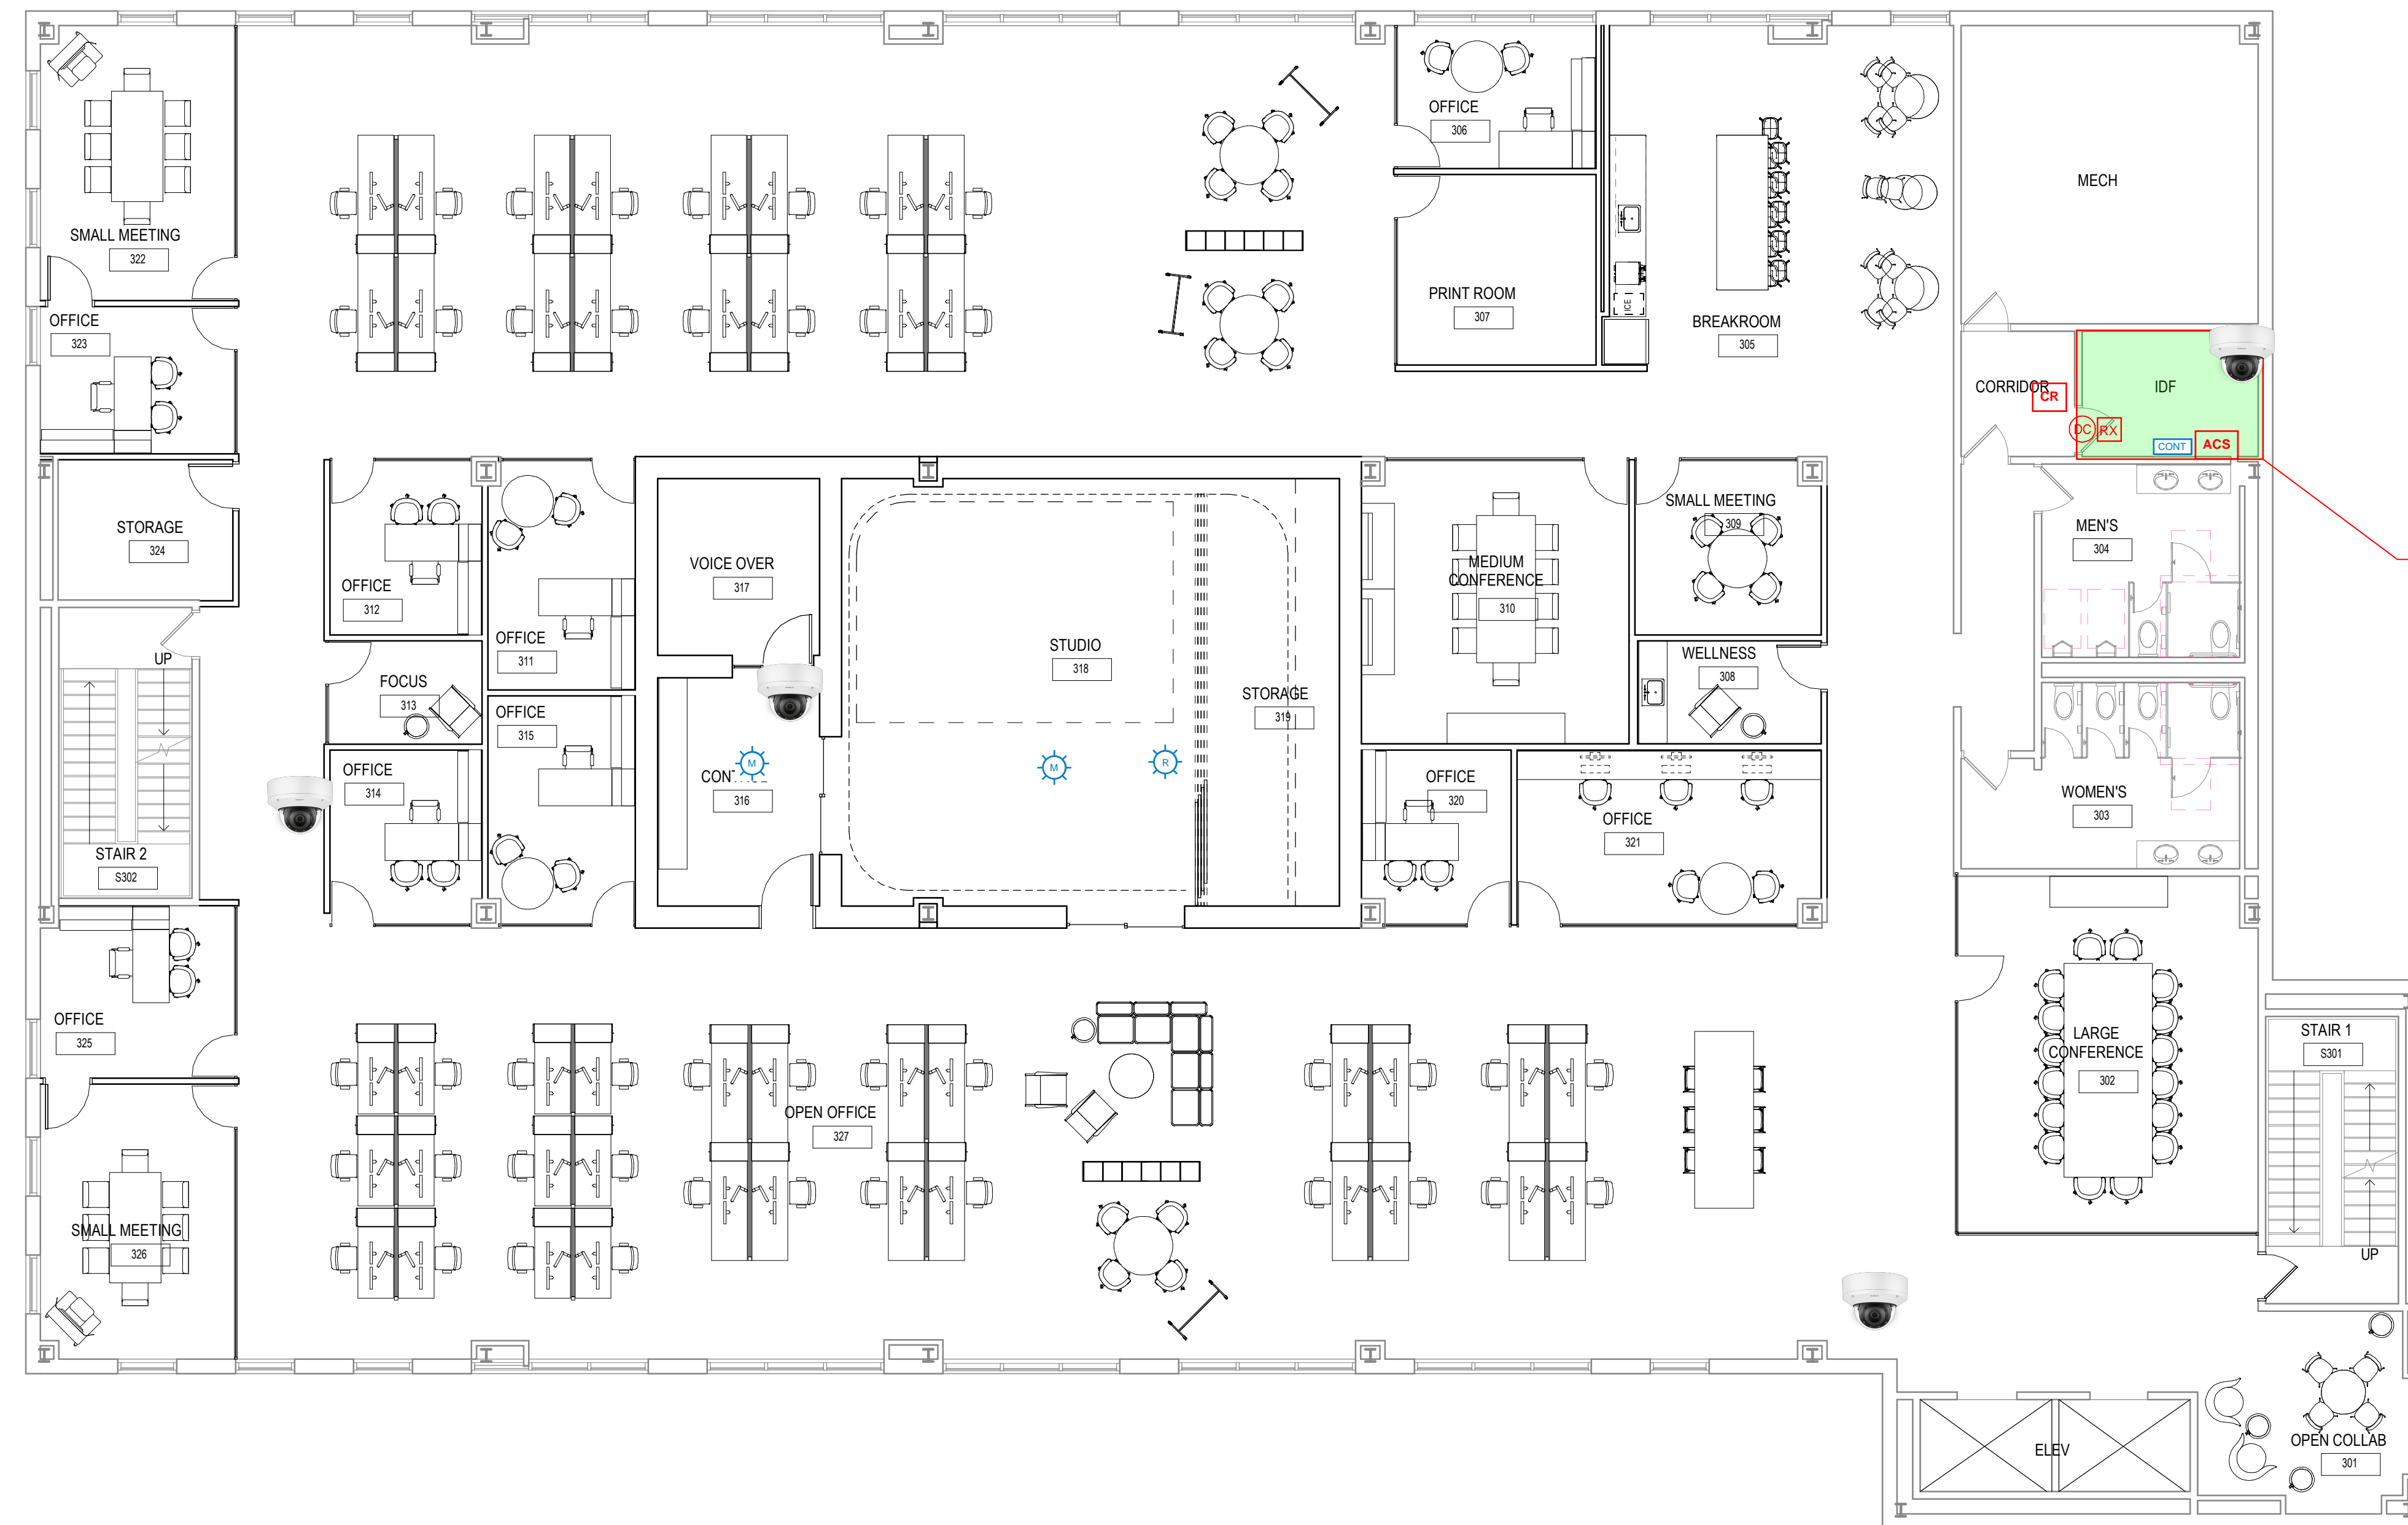 OFFICE
306
MECH
SMALL MEETING
322
PRINT ROOM
307
ICE
BREAKROOM
305
OFFICE
323
CORRIDOR
CR
IDF
DC
RX
CONT
ACS
STORAGE
324
OFFICE
312
OFFICE
311
VOICE OVER
317
STUDIO
318
MEDIUM
CONFERENCE
310
SMALL MEETING
309
MEN'S
304
UP
FOCUS
313
WELLNESS
308
STORAGE
319
OFFICE
315
OFFICE
314
CONT
316
M
M
R
OFFICE
320
OFFICE
321
WOMEN'S
303
STAIR 2
S302
OFFICE
325
OPEN OFFICE
327
LARGE
CONFERENCE
302
STAIR 1
S301
UP
SMALL MEETING
326
ELEV
OPEN COLLAB
301